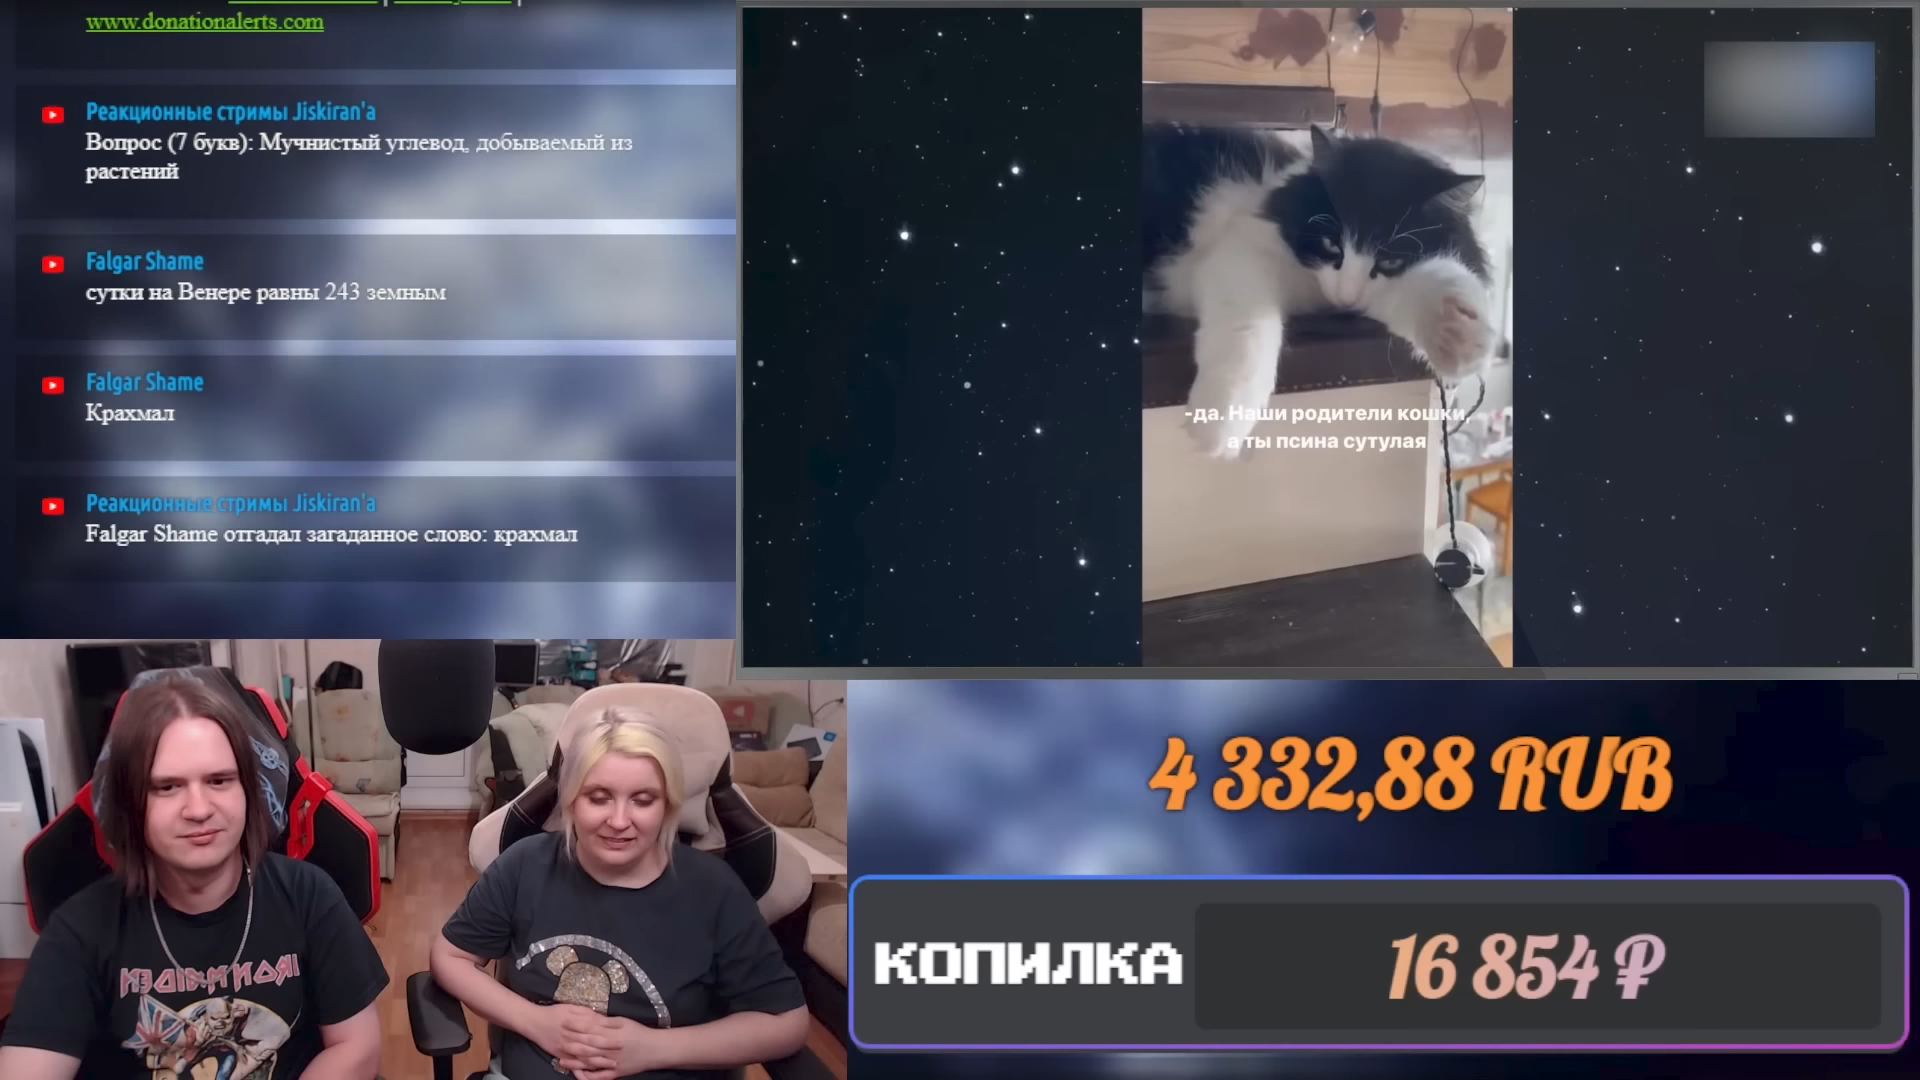 www.donationalerts.com
Реакционные стримы Jiskiran'a
Вопрос (7 букв): Мучнистый углевод, добываемый из
растений
Falgar Shame
сутки на Венере равны 243 земным
Falgar Shame
Крахмал
Реакционные стримы Jiskiran'a
Falgar Shame отгадал загаданное слово: крахмал
-да. Наши родители кошки,
а ты псина сутулая
4 332,88 RUB
КОПИЛКА
16 854 ₽